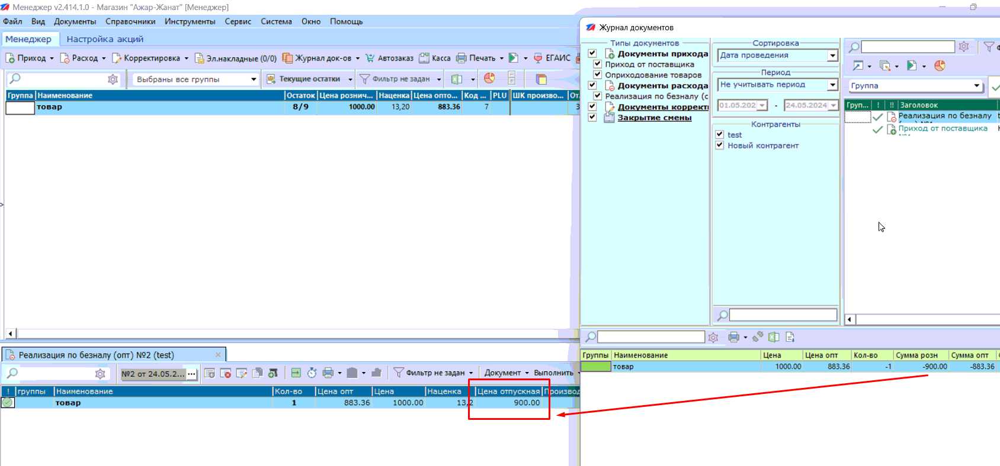 Менеджер v2.414.1.0 - Магазин "Ажар-Жанат" [Менеджер]
Файл Вид Документы Справочники Инструменты Сервис Система Окно Помощь
Менеджер Настройка акций
Приход Расход Корректировка Эл.накладные (0/0) Журнал док-ов Автозаказ Касса Печать ЕГАИС
Выбраны все группы Текущие остатки Фильтр не задан
Группа Наименование Остаток Цена рознич... Наценка Цена опто... Код ... PLU ШК произво... От
товар 8/9 1000.00 13,20 883.36 7 3
Реализация по безналу (опт) №2 (test)
№2 от 24.05.2... ... Фильтр не задан Документ Выполнить
! группы Наименование Кол-во Цена опт Цена Наценка Цена отпускная Производ
товар 1 883.36 1000.00 13,2 900.00
Журнал документов
Типы документов
Документы прихода
Приход от поставщика
Оприходование товаров
Документы расхода
Реализация по безналу (о
Документы коррект
Закрытие смены
Сортировка
Дата проведения
Период
Не учитывать период
01.05.202 - 24.05.2024
Контрагенты
test
Новый контрагент
Группа
Груп... ! !! Заголовок
Реализация по безналу
Приход от поставщика
Группы Наименование Цена Цена опт Кол-во Сумма розн Сумма опт
товар 1000.00 883.36 -1 -900.00 -883.36